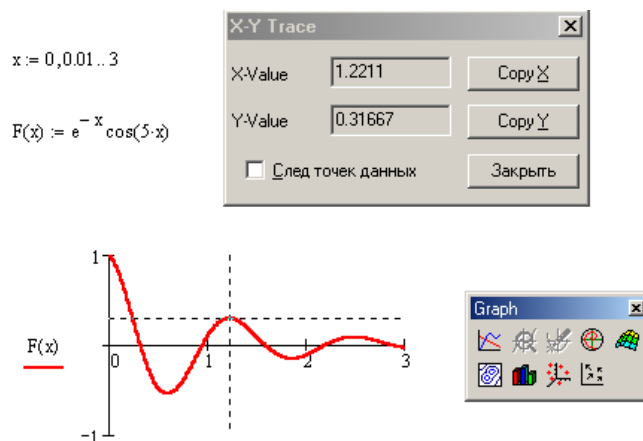 X-Y Trace
x := 0,0.01..3
X-Value 1.2211 Copy X
F(x) := e^{-x} cos(5·x)
Y-Value 0.31667 Copy Y
След точек данных Закрыть
1
F(x)
0 1 2 3
−1
Graph